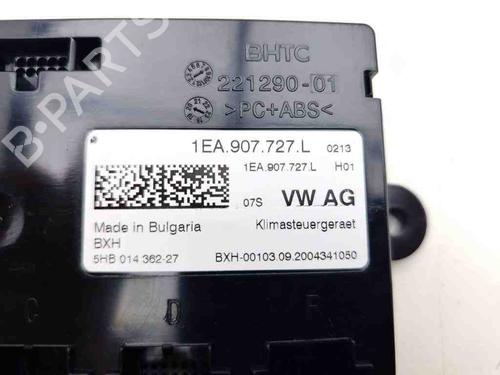 BHTC
221290-01
>PC+ABS<
1EA.907.727.L 0213
1EA.907.727.L H01
07S VW AG
Made in Bulgaria Klimasteuergeraet
BXH
5HB 014 362-27 BXH-00103.09.2004341050
C D
B-PARTS